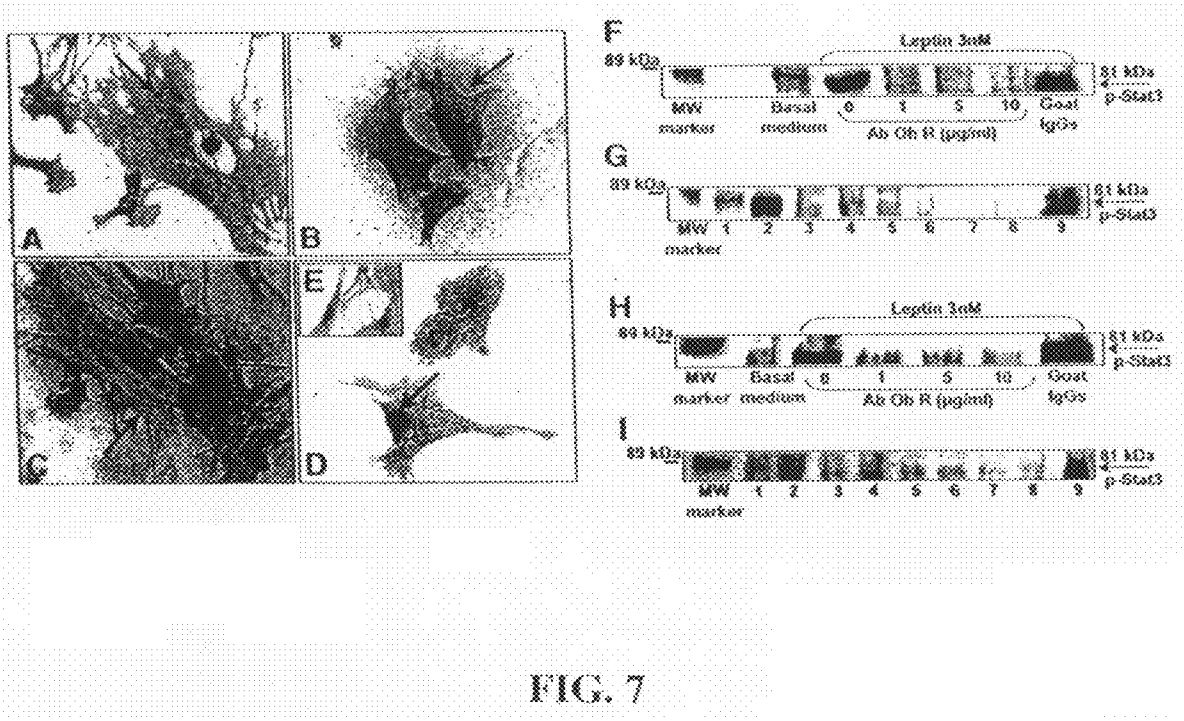 A
B
C
D
E
F
Leptin 3nM
89 kDa
81 kDa
p-Stat3
MW marker
Basal medium
0 1 5 10
Goat IgGs
Ab Ob R (µg/ml)
G
89 kDa
81 kDa
p-Stat3
MW marker
1 2 3 4 5 6 7 8 9
H
Leptin 3nM
89 kDa
81 kDa
p-Stat3
MW marker
Basal medium
0 1 5 10
Goat IgGs
Ab Ob R (µg/ml)
I
89 kDa
81 kDa
p-Stat3
MW marker
1 2 3 4 5 6 7 8 9
FIG. 7